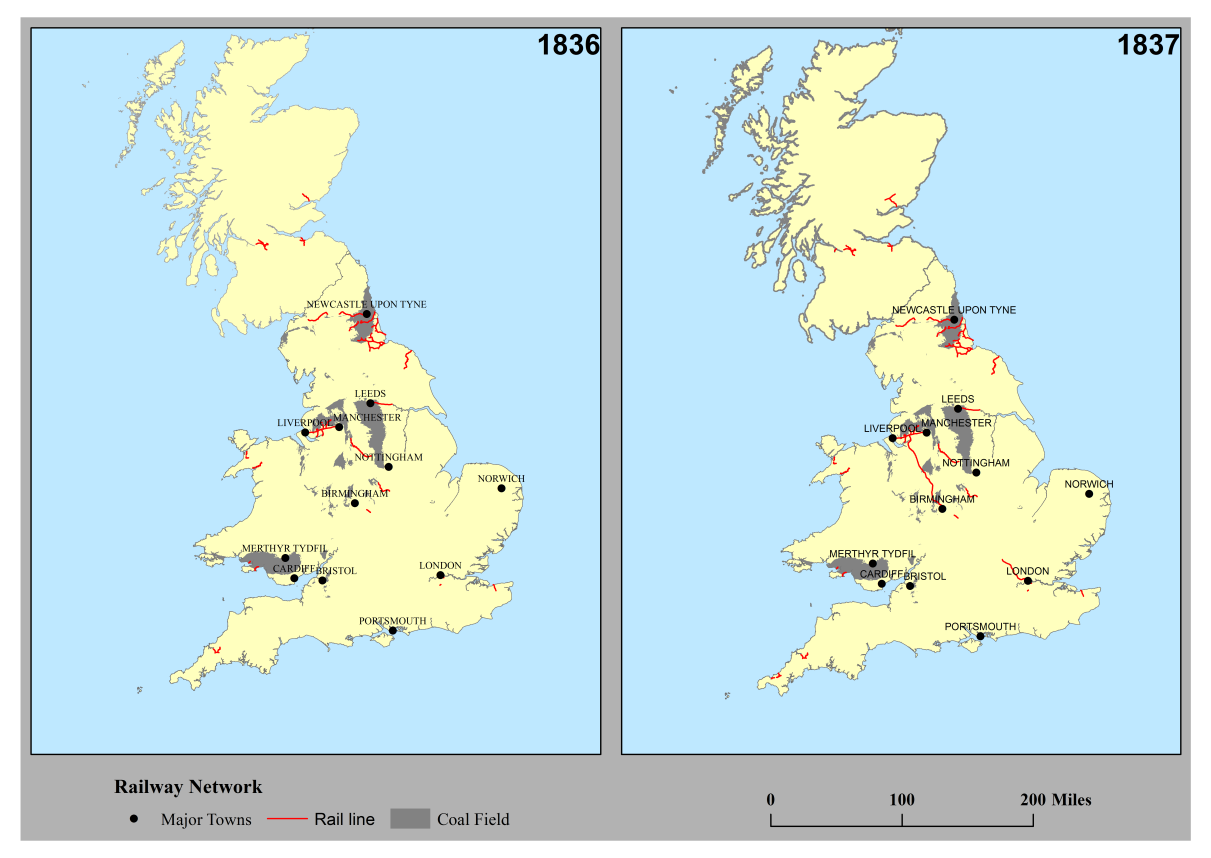 1836
NEWCASTLE UPON TYNE
LEEDS
LIVERPOOL
MANCHESTER
NOTTINGHAM
NORWICH
BIRMINGHAM
MERTHYR TYDFIL
CARDIFF
BRISTOL
LONDON
PORTSMOUTH
1837
NEWCASTLE UPON TYNE
LEEDS
LIVERPOOL
MANCHESTER
NOTTINGHAM
NORWICH
BIRMINGHAM
MERTHYR TYDFIL
CARDIFF
BRISTOL
LONDON
PORTSMOUTH
Railway Network
Major Towns
Rail line
Coal Field
0 100 200 Miles